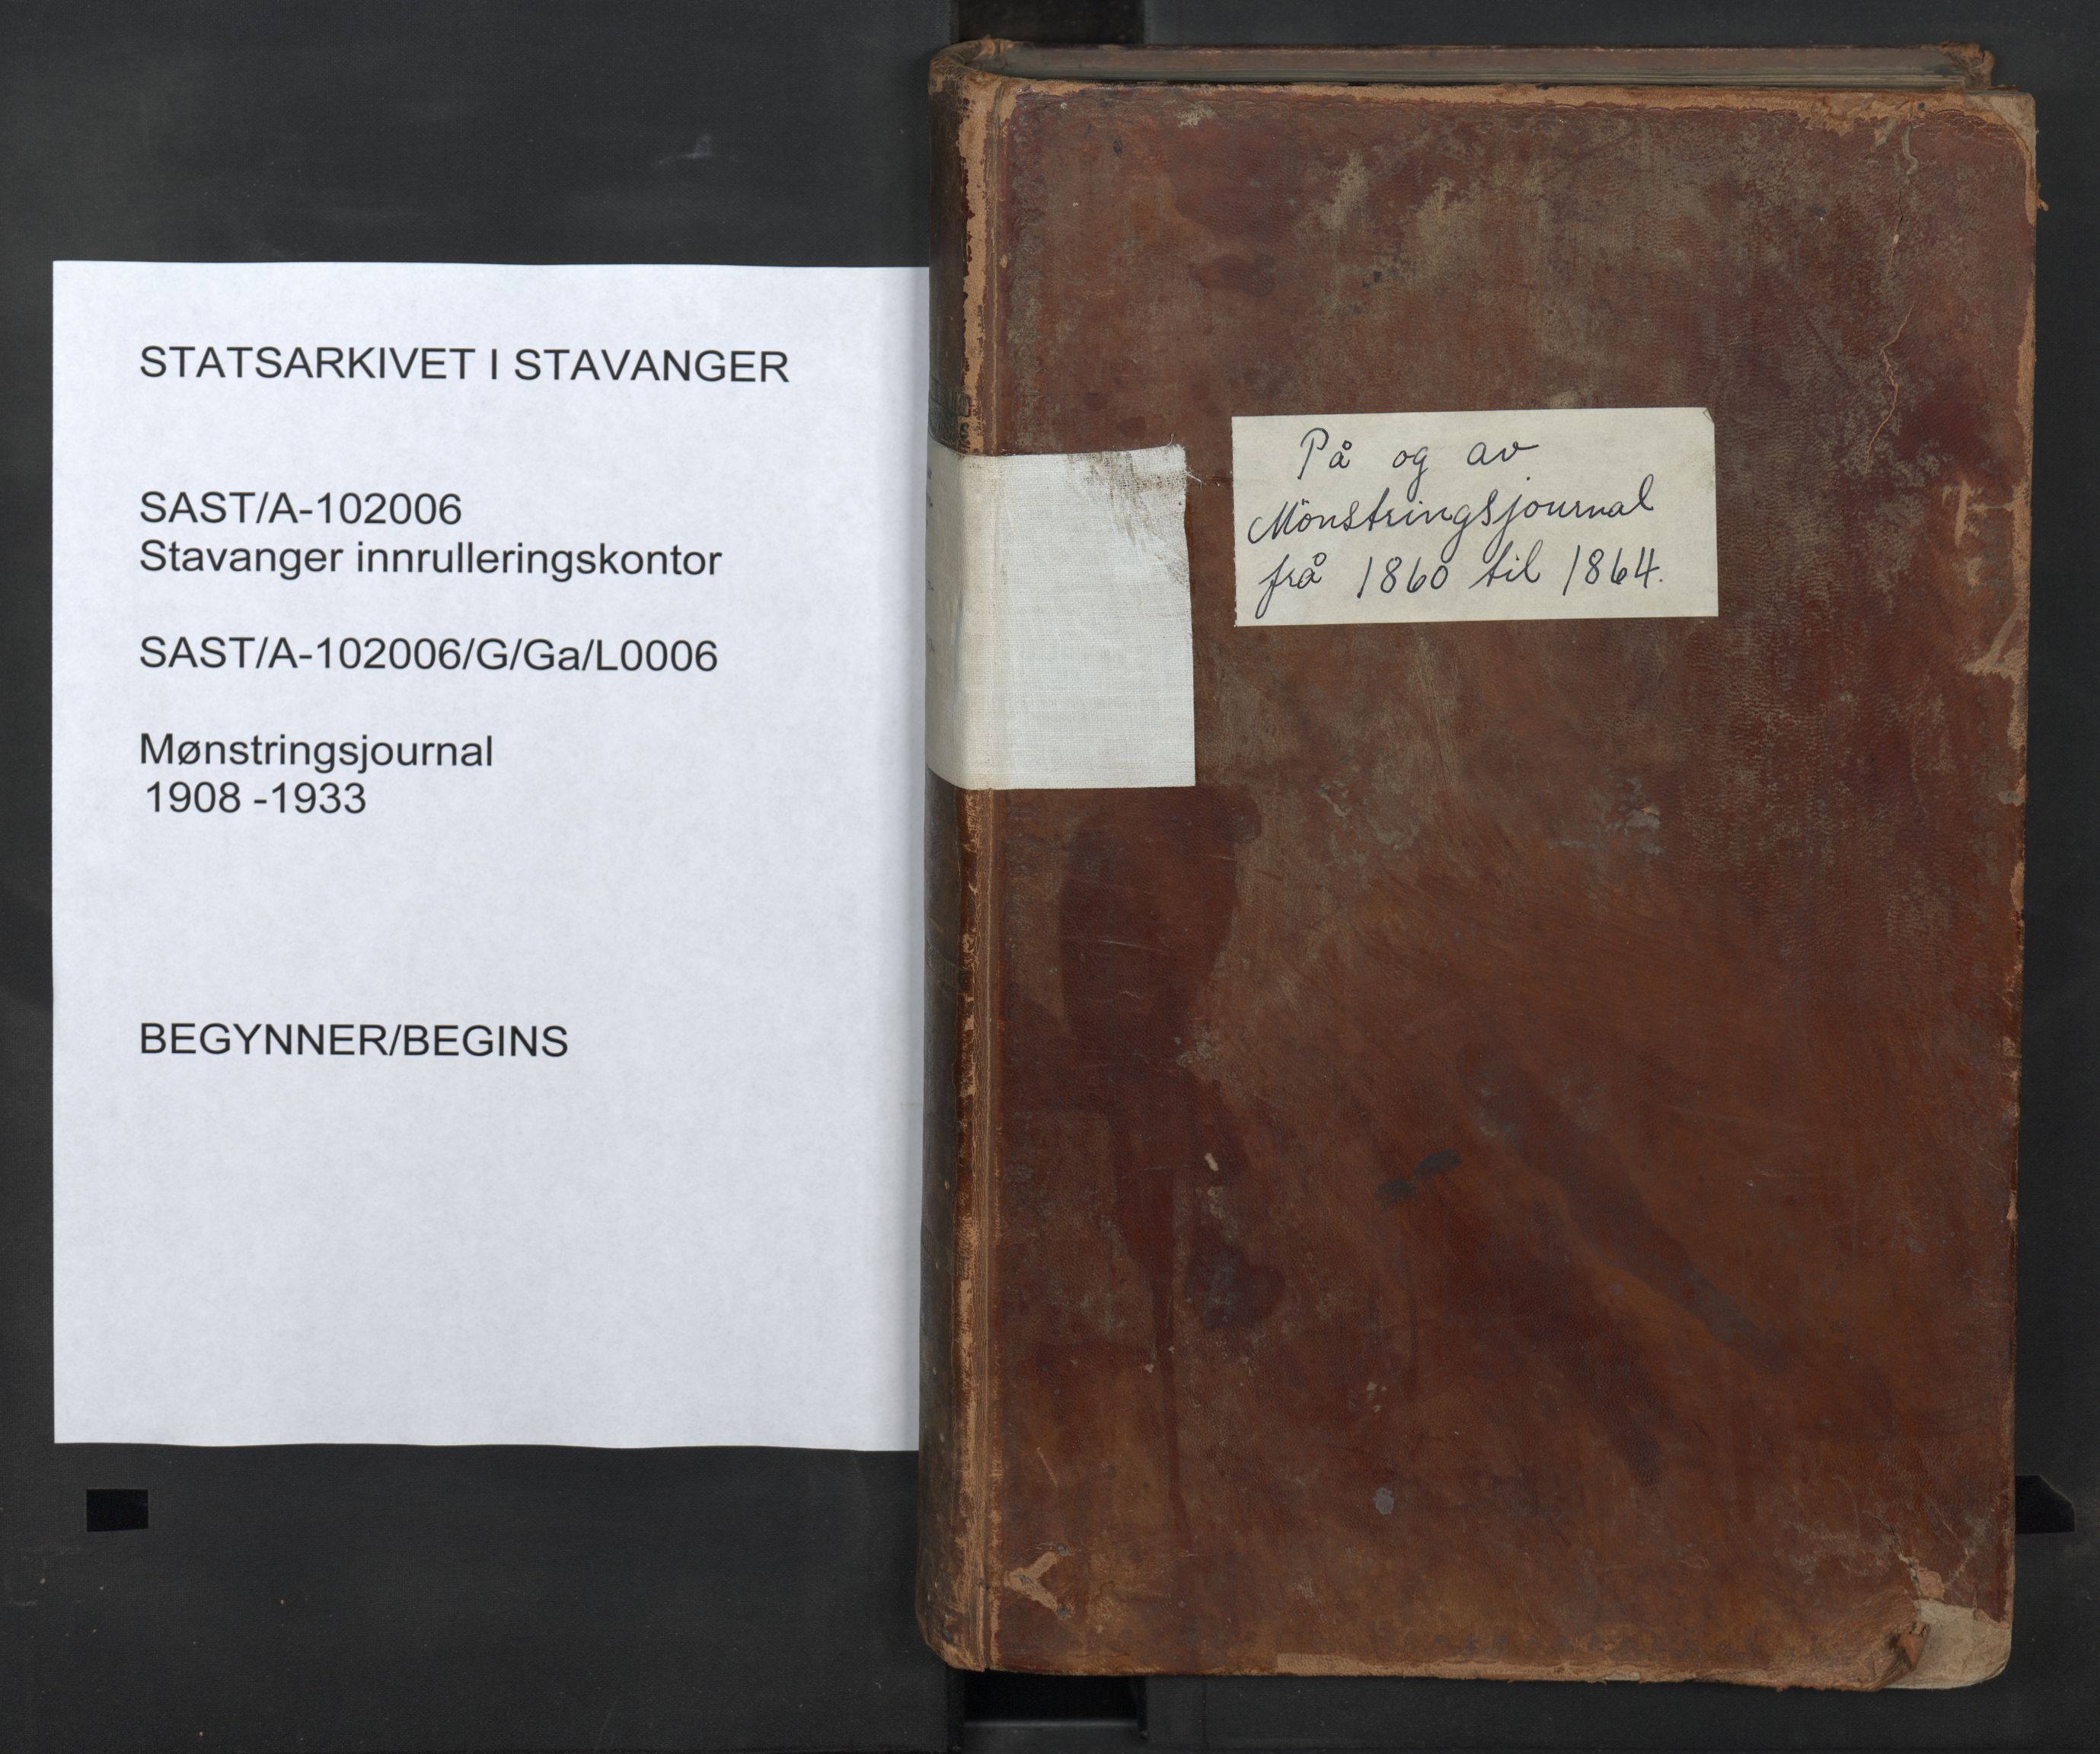 STATSARKIVET I STAVANGER
SAST/A-102006
Stavanger innrulleringskontor
SAST/A-102006/G/Ga/L0006
Mønstringsjournal
1908 -1933
BEGYNNER/BEGINS
På og av
Mönstringsjournal
frå 1860 til 1864.